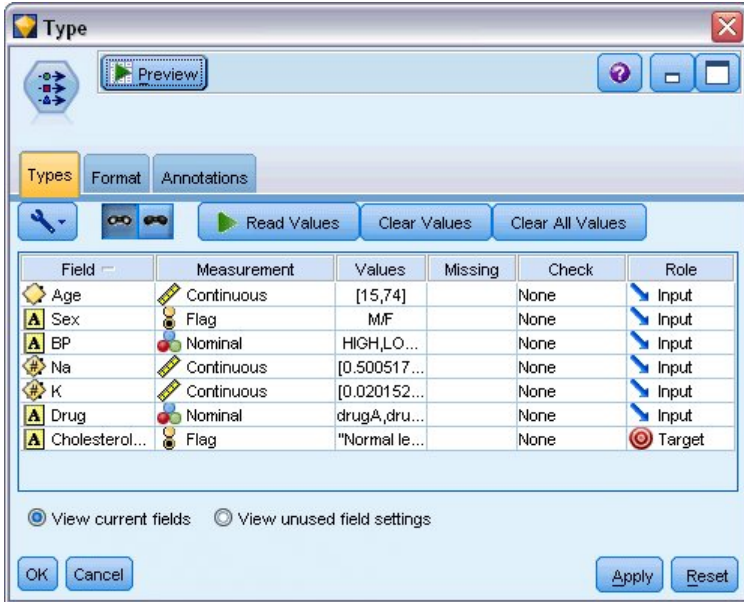 Type
Preview
Types Format Annotations
Read Values Clear Values Clear All Values
Field Measurement Values Missing Check Role
Age Continuous [15,74] None Input
A Sex Flag M/F None Input
A BP Nominal HIGH,LO... None Input
# Na Continuous [0.500517... None Input
# K Continuous [0.020152... None Input
A Drug Nominal drugA,dru... None Input
A Cholesterol... Flag "Normal le... None Target
View current fields View unused field settings
OK Cancel Apply Reset